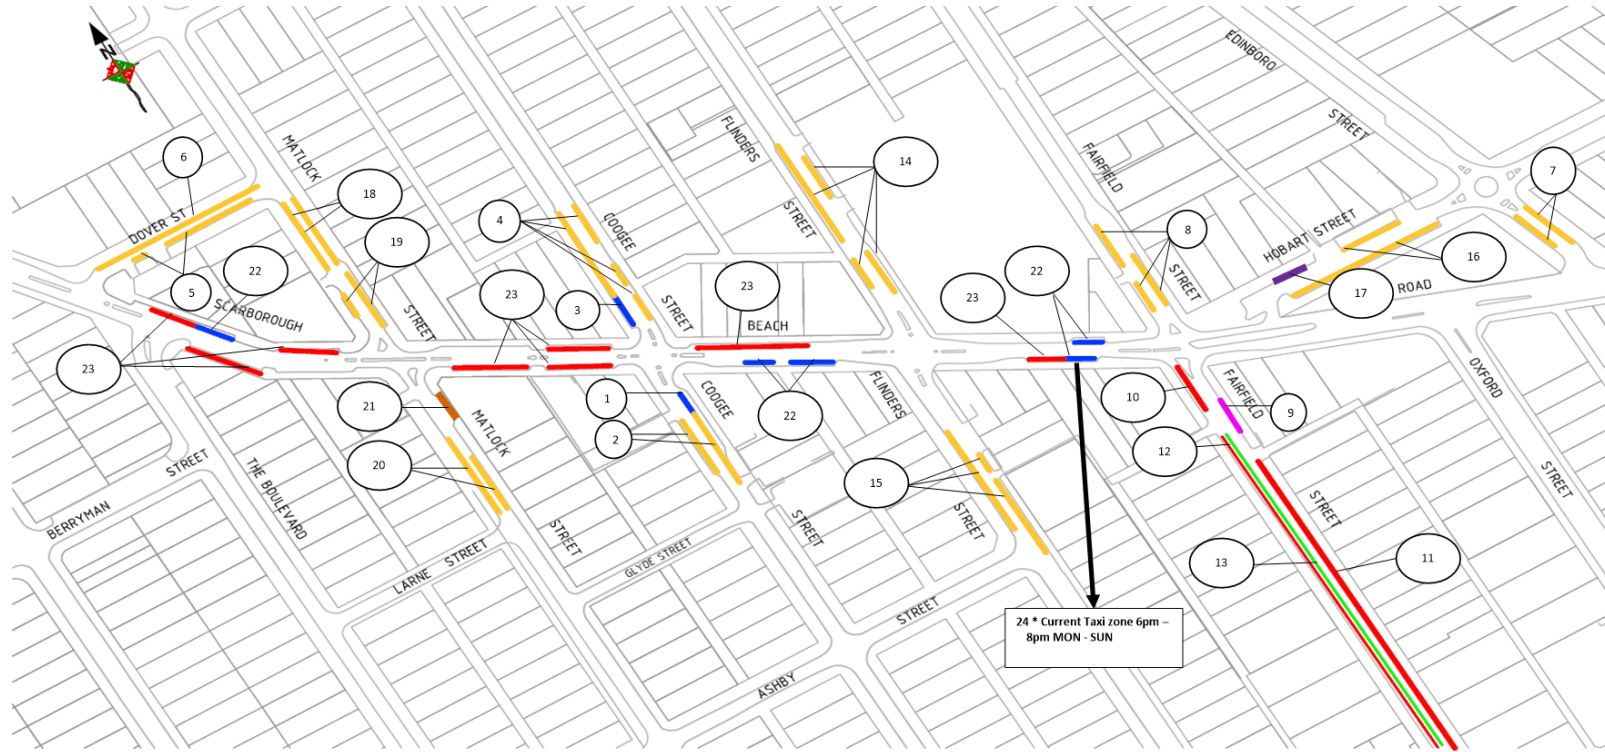 N
EDINBORO
STREET
MATLOCK
FLINDERS
FAIRFIELD
6
14
7
18
4
COOGEE
STREET
8
HOBART STREET
DOVER ST
19
22
22
16
5
23
23
23
STREET
17
ROAD
SCARBOROUGH
3
STREET
STREET
BEACH
23
OXFORD
21
1
COOGEE
FLINDERS
10
FAIRFIELD
9
MATLOCK
2
22
12
20
15
STREET
THE BOULEVARD
BERRYMAN
STREET
STREET
STREET
STREET
STREET
LARNE STREET
GLYDE STREET
13
11
STREET
ASHBY
24 * Current Taxi zone 6pm –
8pm MON - SUN